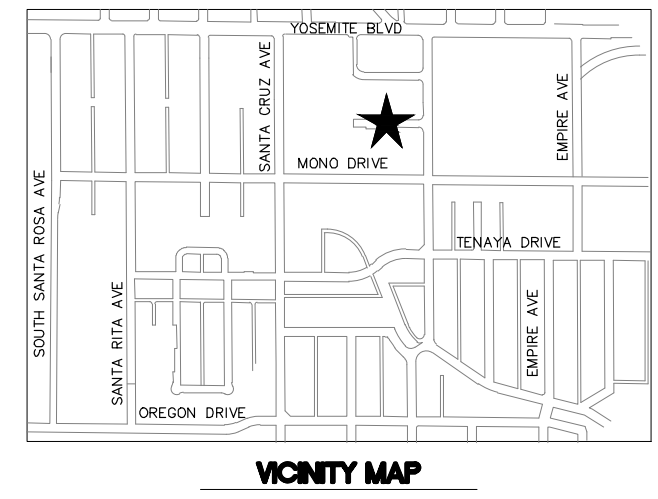 YOSEMITE BLVD
SANTA CRUZ AVE
EMPIRE AVE
MONO DRIVE
SOUTH SANTA ROSA AVE
TENAYA DRIVE
SANTA RITA AVE
EMPIRE AVE
OREGON DRIVE
VICINITY MAP